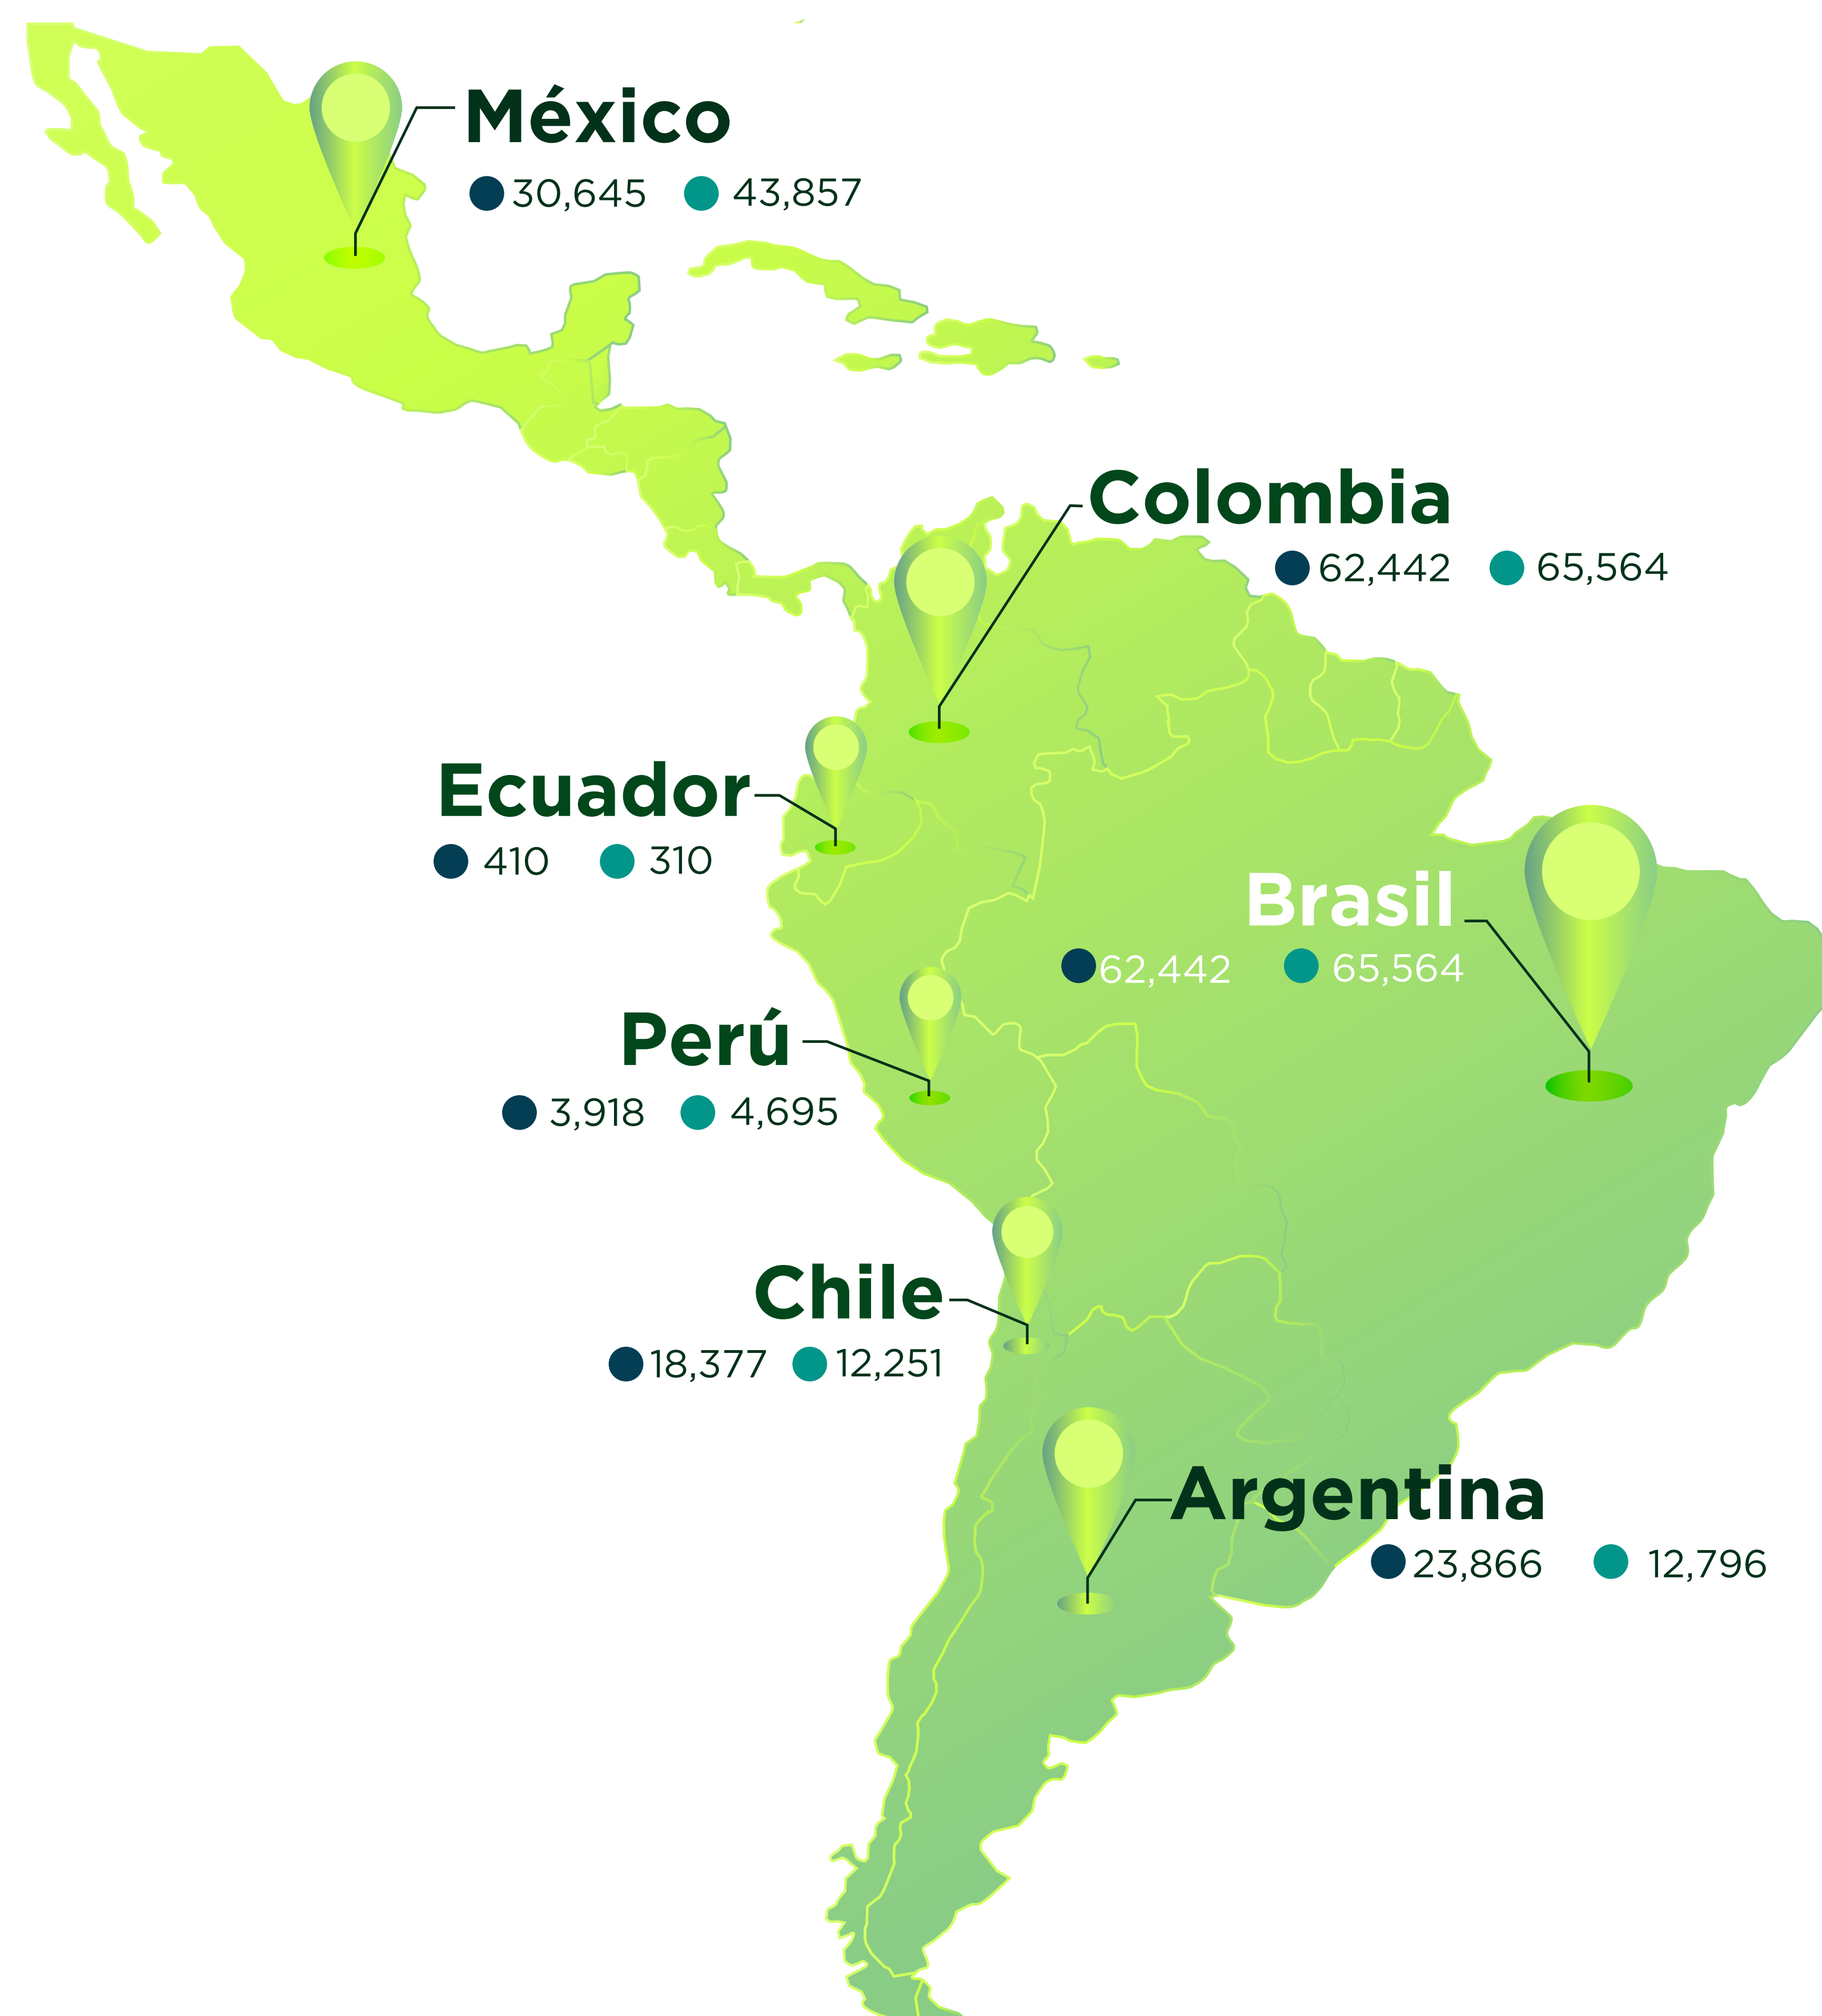 México
30,645 43,857
Colombia
62,442 65,564
Ecuador
410 310
Brasil
62,442 65,564
Perú
3,918 4,695
Chile
18,377 12,251
Argentina
23,866 12,796